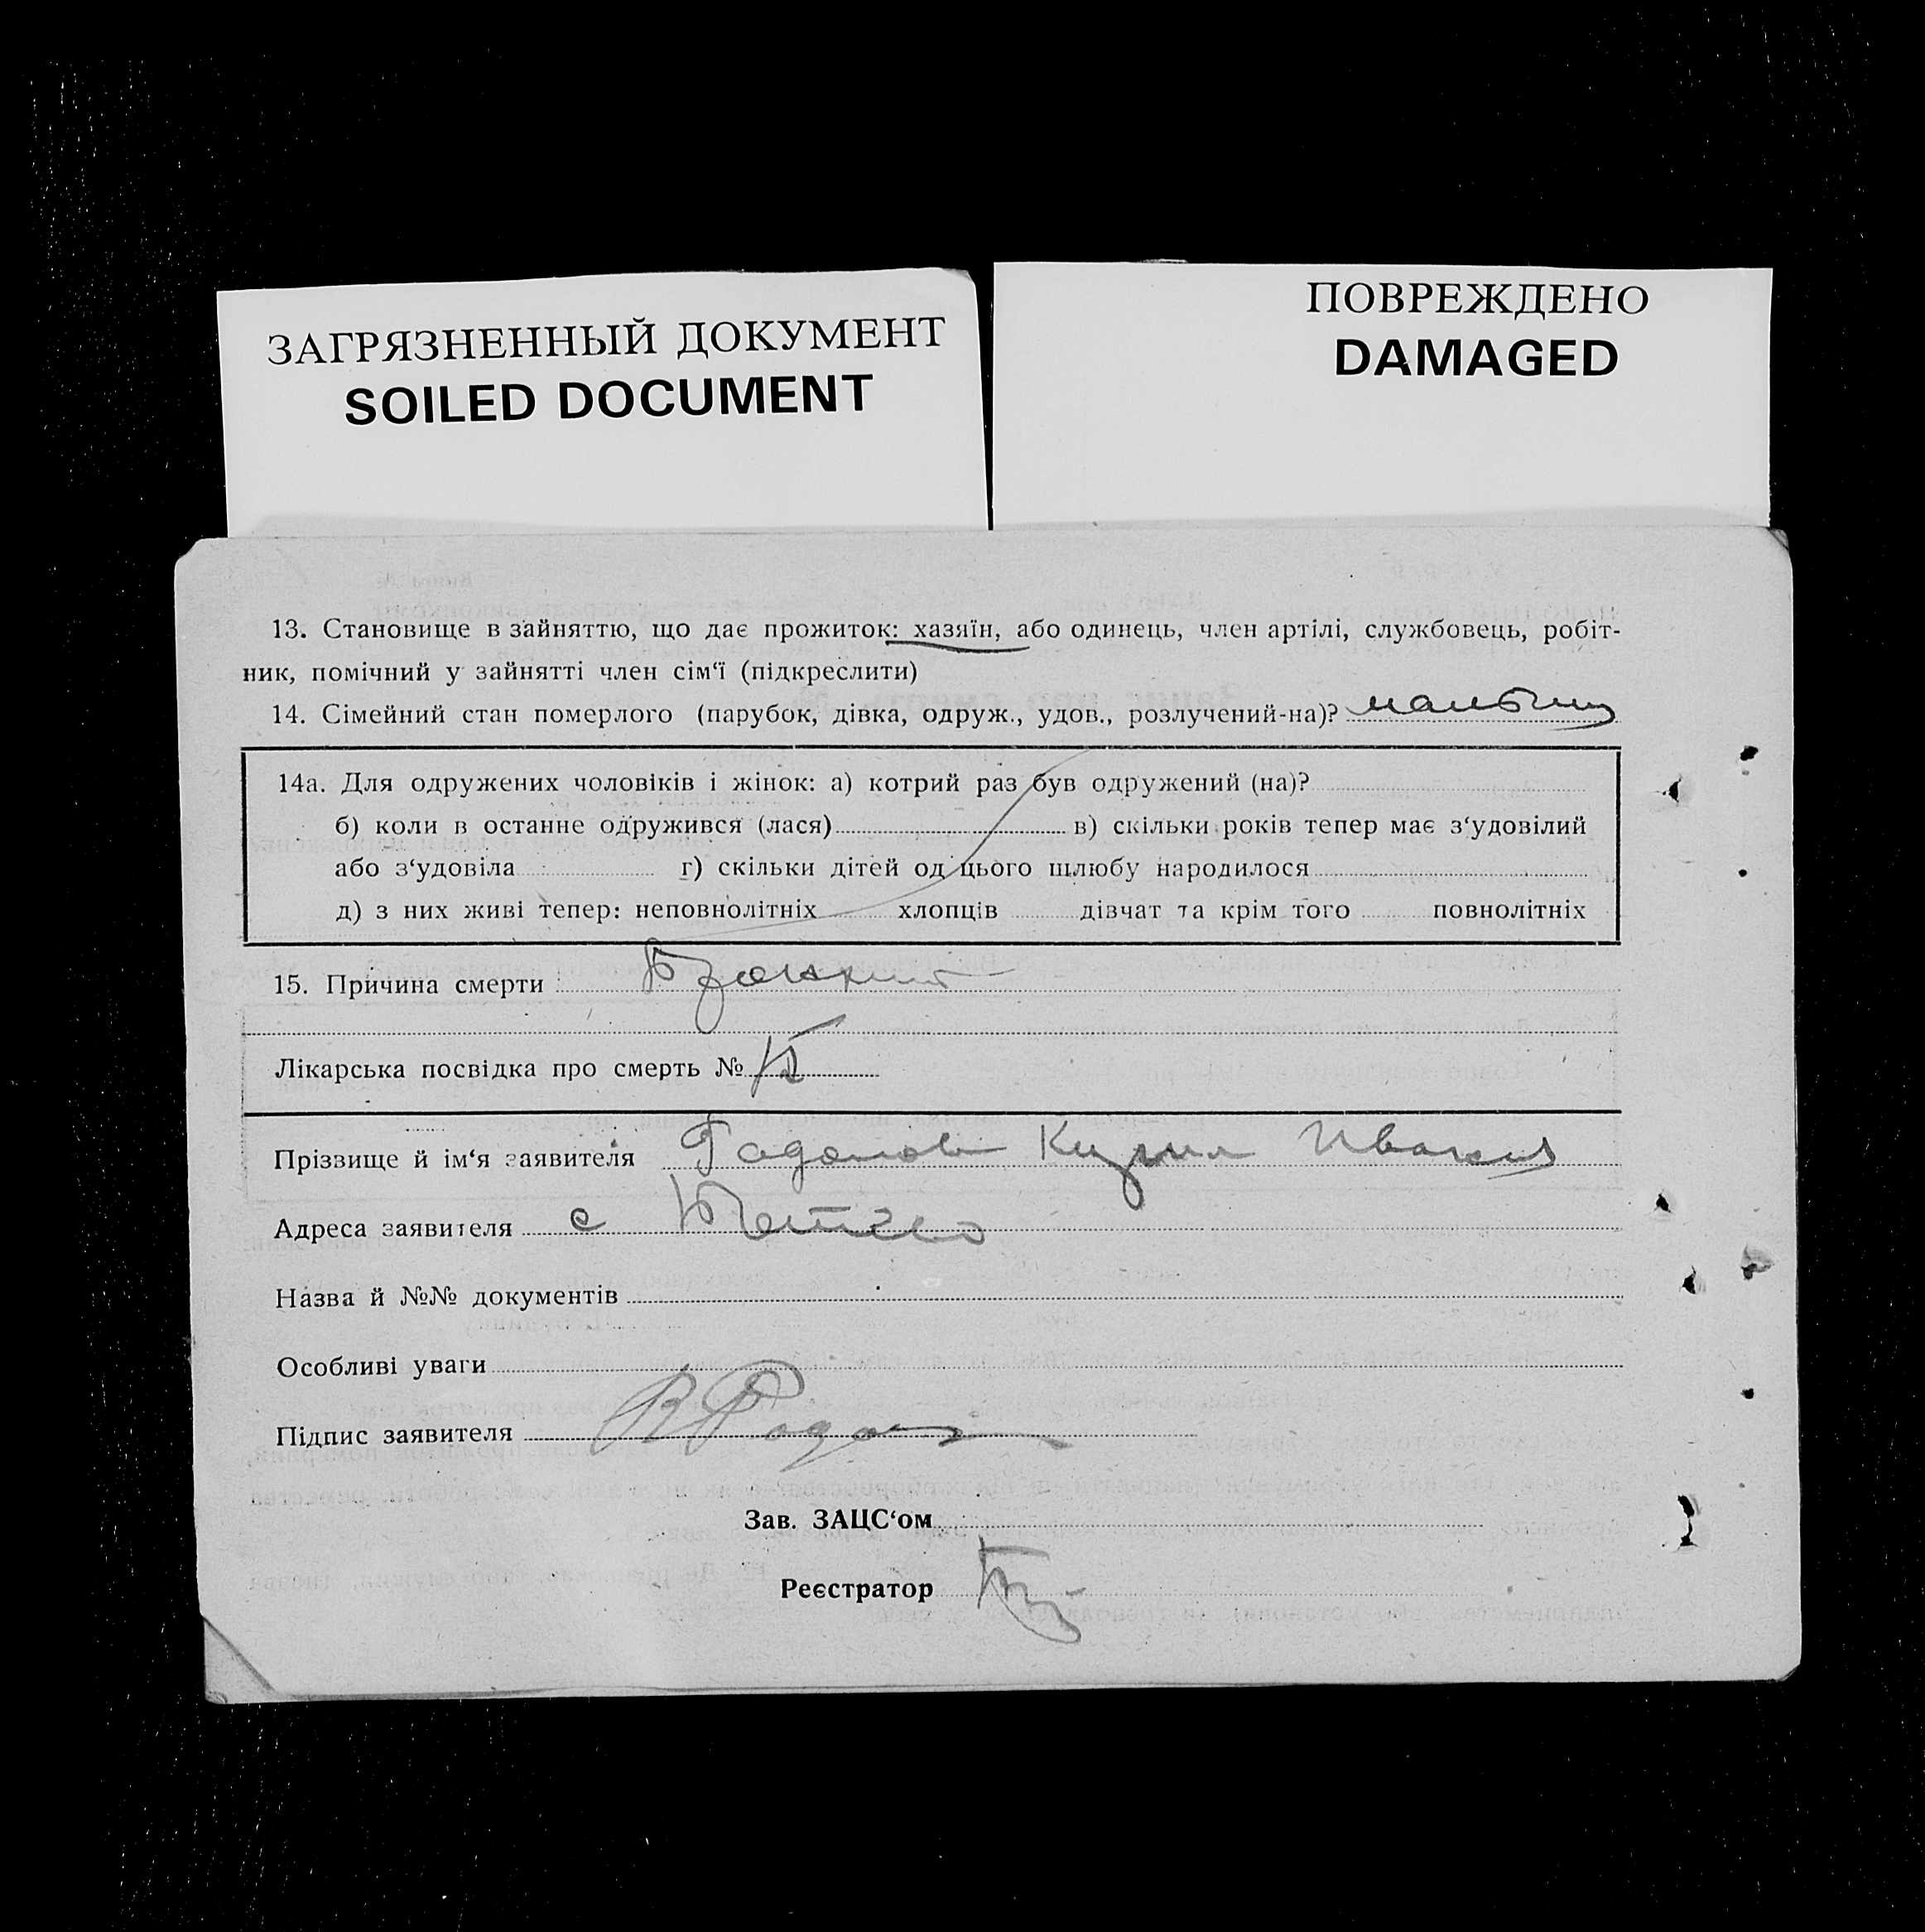 ЗАГРЯЗНЕННЫЙ ДОКУМЕНТ
SOILED DOCUMENT
ПОВРЕЖДЕНО
DAMAGED
13. Становище в зайняттю, що дає прожиток: хазяїн, або одинець, член артілі, службовець, робіт-
ник, помічний у зайнятті член сім‘ї (підкреслити)
14. Сімейний стан померлого (парубок, дівка, одруж., удов., розлучений-на)?
14а. Для одружених чоловіків і жінок: а) котрий раз був одружений (на)?
б) коли в останнє одружився (лася) в) скільки років тепер має з‘удовілий
або з‘удовіла г) скільки дітей од цього шлюбу народилося
д) з них живі тепер: неповнолітніх хлопців дівчат та крім того повнолітніх
15. Причина смерти
Лікарська посвідка про смерть №
Прізвище й ім‘я заявителя
Адреса заявителя с
Назва й №№ документів
Особливі уваги
Підпис заявителя
Зав. ЗАЦС‘ом
Реєстратор